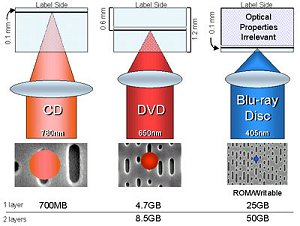 Label Side
Label Side
Label Side
0.1 mm
0.6 mm
1.2 mm
0.1 mm
Optical
Properties
Irrelevant
CD
780nm
DVD
650nm
Blu-ray
Disc
405nm
ROM/Writable
1 layer 700MB 4.7GB 25GB
2 layers 8.5GB 50GB